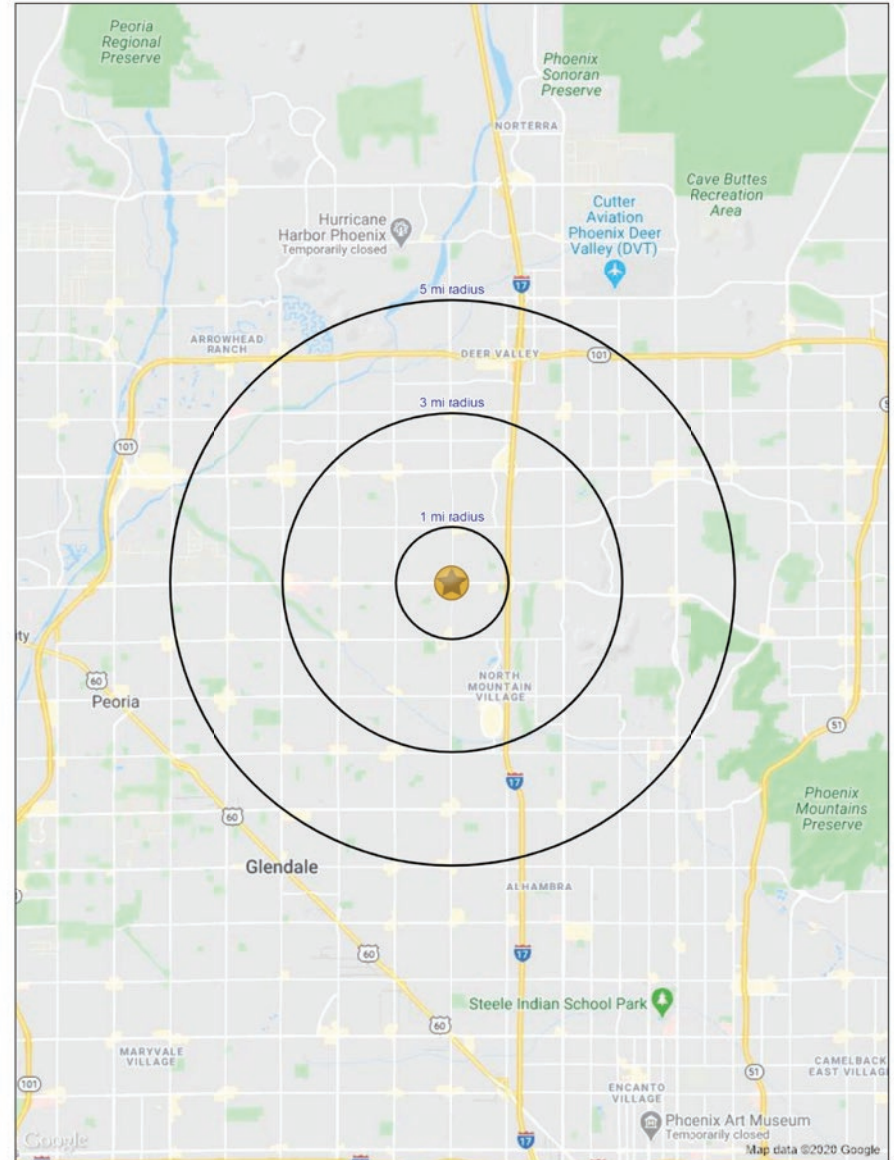 Peoria
Regional
Preserve
Phoenix
Sonoran
Preserve
NORTERRA
Cave Buttes
Recreation
Area
Cutter
Aviation
Phoenix Deer
Valley (DVT)
Hurricane
Harbor Phoenix
Temporarily closed
17
5 mi radius
ARROWHEAD
RANCH
DEER VALLEY
101
3 mi radius
101
1 mi radius
ity
60
Peoria
NORTH
MOUNTAIN
VILLAGE
51
17
Phoenix
Mountains
Preserve
60
Glendale
ALHAMBRA
60
17
Steele Indian School Park
60
MARYVALE
VILLAGE
CAMELBACK
EAST VILLAG
101
51
ENCANTO
VILLAGE
Phoenix Art Museum
Temporarily closed
17
Google
Map data ©2020 Google